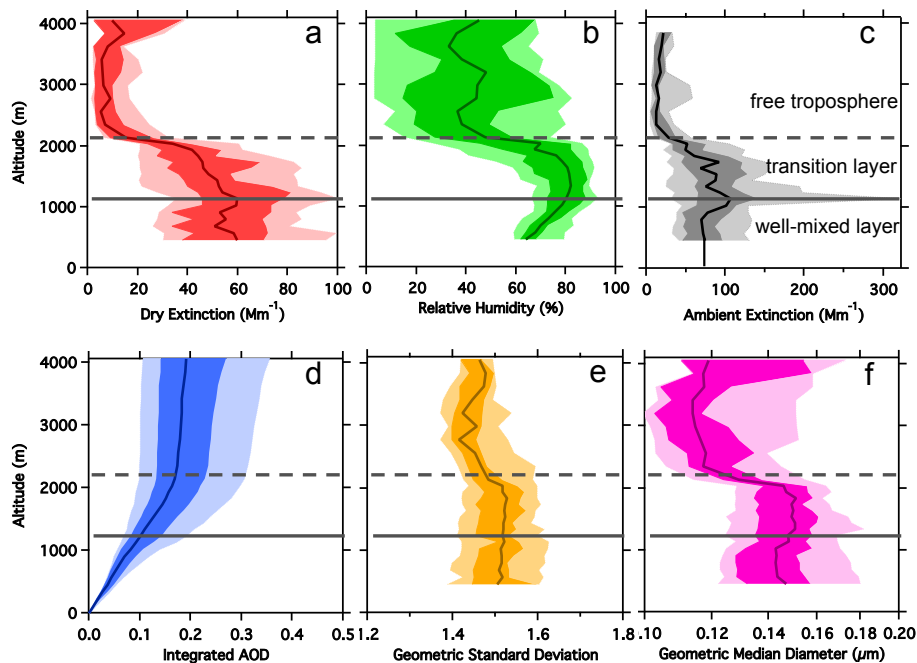 a
b
c
4000
3000
2000
1000
0
Altitude (m)
0 20 40 60 80 100
Dry Extinction (Mm⁻¹)
0 20 40 60 80 100
Relative Humidity (%)
free troposphere
transition layer
well-mixed layer
0 100 200 300
Ambient Extinction (Mm⁻¹)
d
e
f
4000
3000
2000
1000
0
Altitude (m)
0.0 0.1 0.2 0.3 0.4 0.5
Integrated AOD
1.2 1.4 1.6 1.8
Geometric Standard Deviation
0.10 0.12 0.14 0.16 0.20
Geometric Median Diameter (µm)